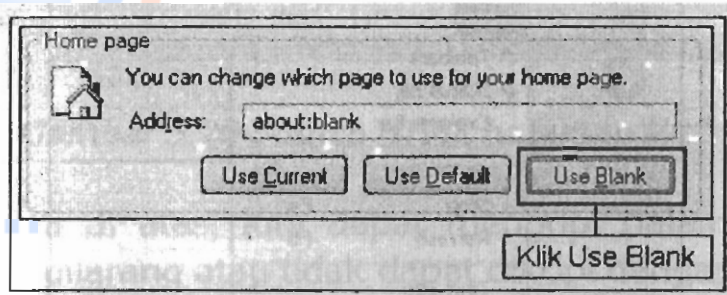 Home page
You can change which page to use for your home page.
Address: about:blank
Use Current Use Default Use Blank
Klik Use Blank